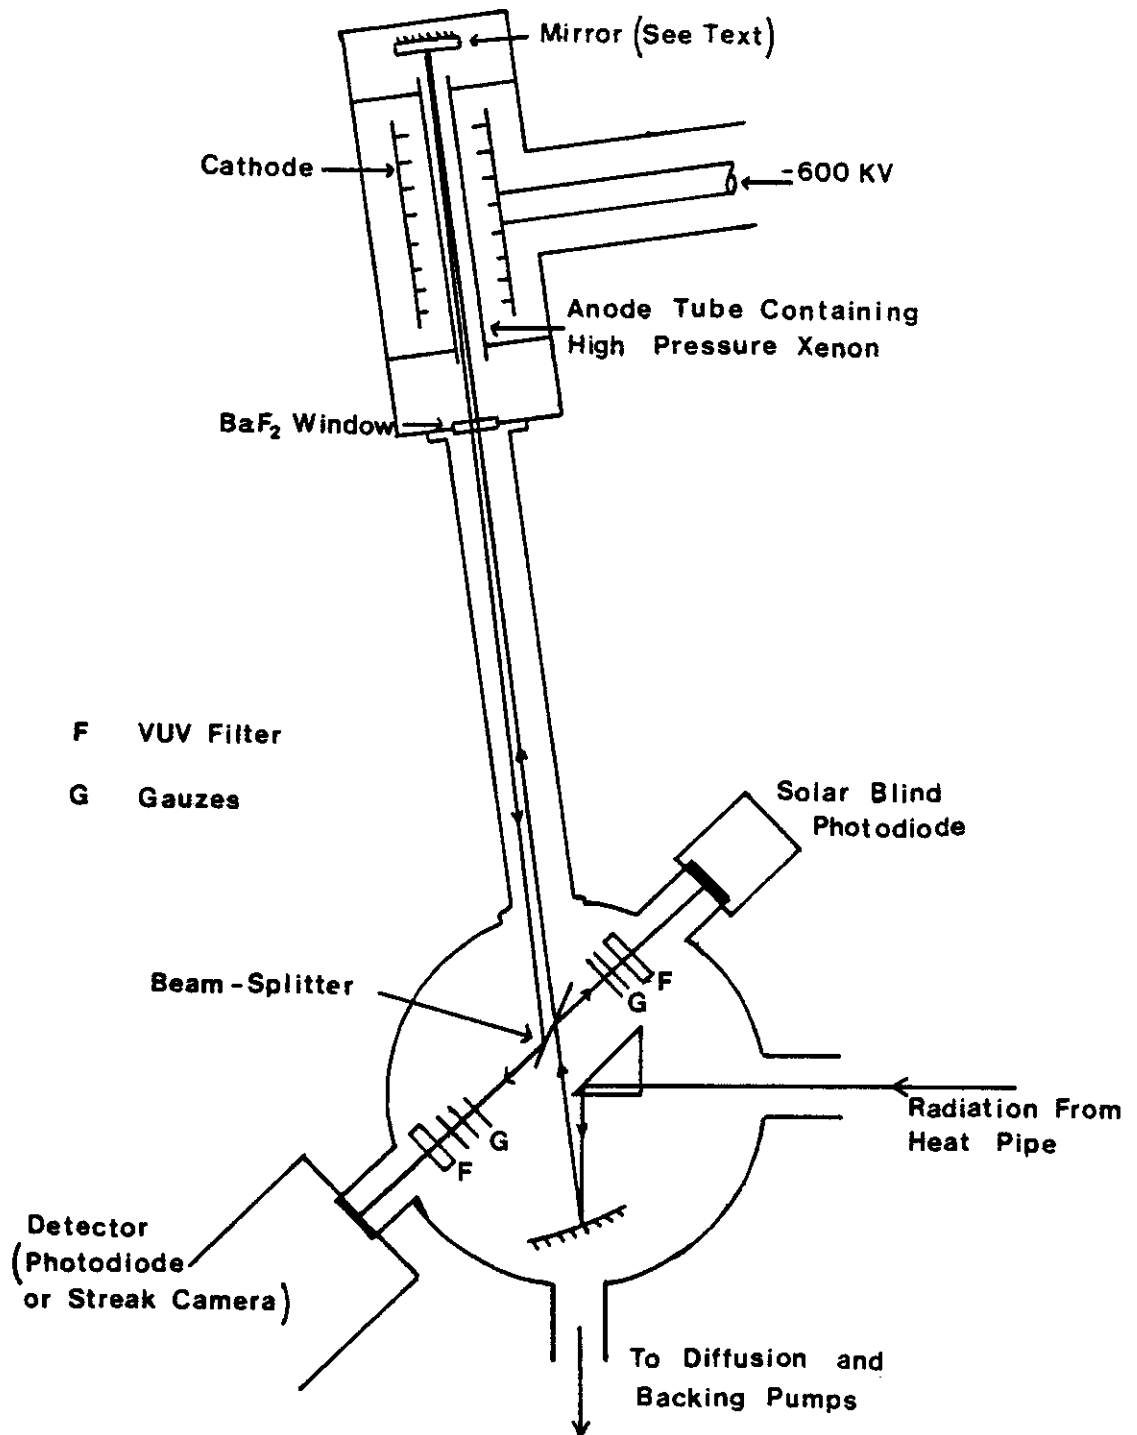 Mirror (See Text)
Cathode
-600 KV
Anode Tube Containing
High Pressure Xenon
BaF₂ Window
F VUV Filter
G Gauzes
Solar Blind
Photodiode
Beam-Splitter
F
G
G
F
Radiation From
Heat Pipe
Detector
(Photodiode
or Streak Camera)
To Diffusion and
Backing Pumps